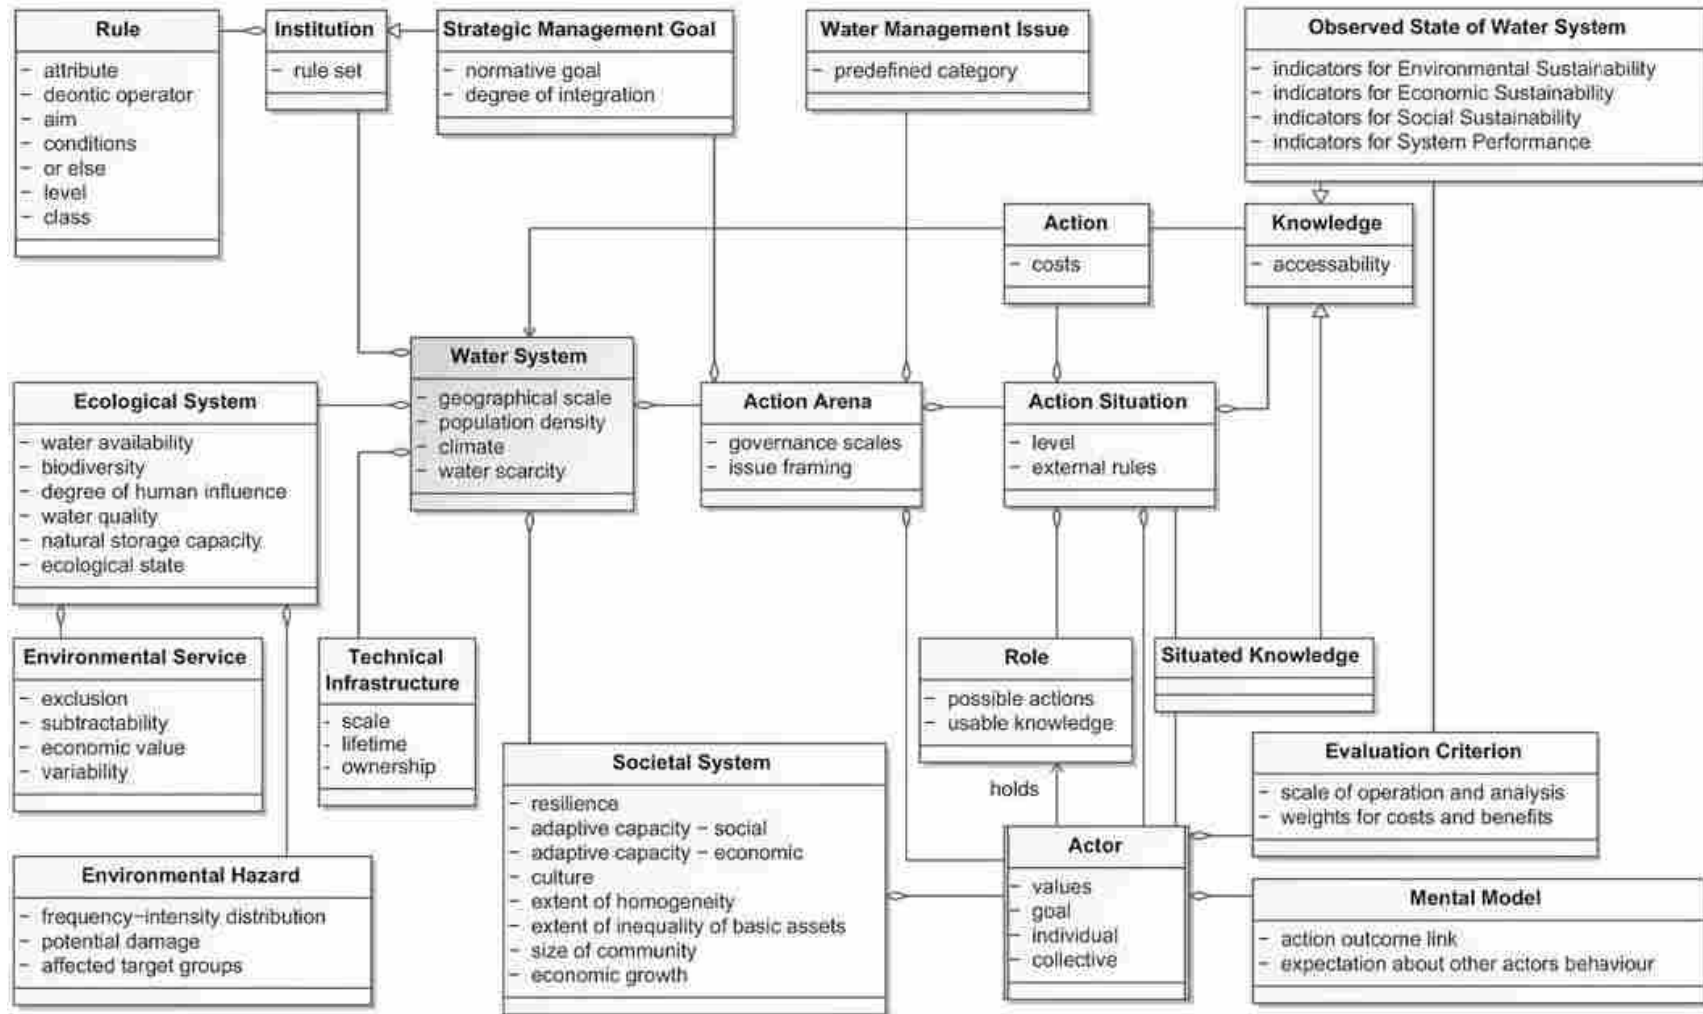 Rule
- attribute
- deontic operator
- aim
- conditions
- or else
- level
- class
Institution
- rule set
Strategic Management Goal
- normative goal
- degree of integration
Water Management Issue
- predefined category
Observed State of Water System
- indicators for Environmental Sustainability
- indicators for Economic Sustainability
- indicators for Social Sustainability
- indicators for System Performance
Action
- costs
Knowledge
- accessability
Water System
- geographical scale
- population density
- climate
- water scarcity
Ecological System
- water availability
- biodiversity
- degree of human influence
- water quality
- natural storage capacity
- ecological state
Action Arena
- governance scales
- issue framing
Action Situation
- level
- external rules
Environmental Service
- exclusion
- subtractability
- economic value
- variability
Technical
Infrastructure
- scale
- lifetime
- ownership
Role
- possible actions
- usable knowledge
Situated Knowledge
Societal System
- resilience
- adaptive capacity - social
- adaptive capacity - economic
- culture
- extent of homogeneity
- extent of inequality of basic assets
- size of community
- economic growth
holds
Evaluation Criterion
- scale of operation and analysis
- weights for costs and benefits
Actor
- values
- goal
- individual
- collective
Environmental Hazard
- frequency-intensity distribution
- potential damage
- affected target groups
Mental Model
- action outcome link
- expectation about other actors behaviour